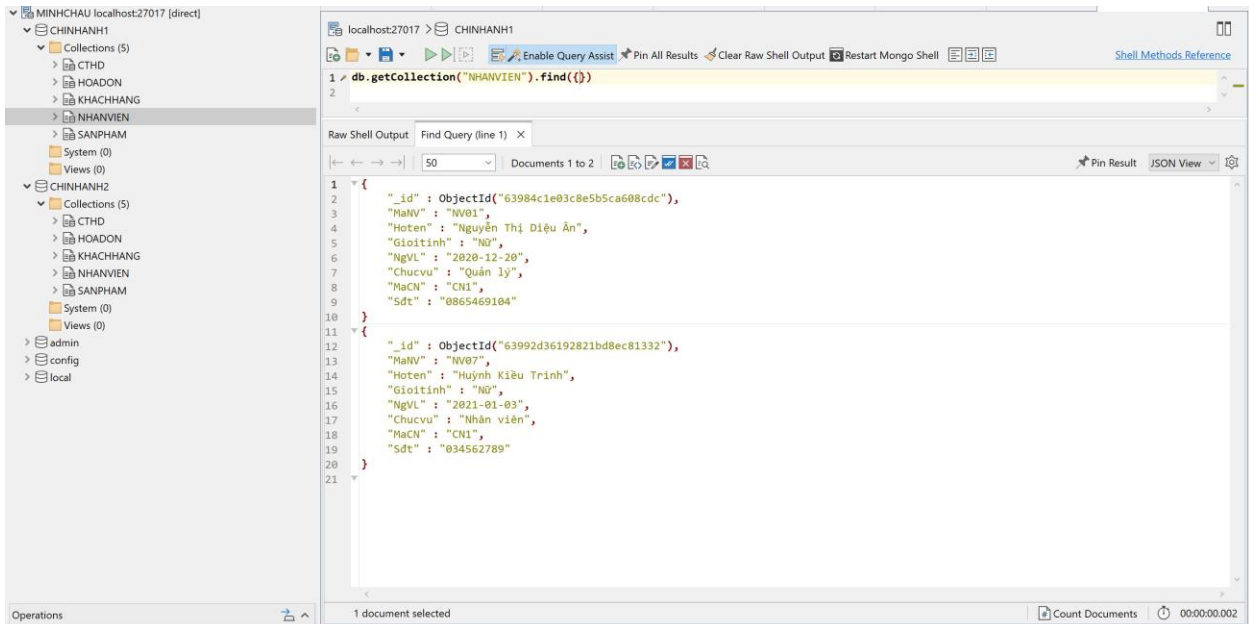 MINHCHAU localhost:27017 [direct]
CHINHANH1
Collections (5)
CTHD
HOADON
KHACHHANG
NHANVIEN
SANPHAM
System (0)
Views (0)
CHINHANH2
Collections (5)
CTHD
HOADON
KHACHHANG
NHANVIEN
SANPHAM
System (0)
Views (0)
admin
config
local
Operations
localhost:27017 > CHINHANH1
Enable Query Assist Pin All Results Clear Raw Shell Output Restart Mongo Shell Shell Methods Reference
1 db.getCollection("NHANVIEN").find({})
2
Raw Shell Output Find Query (line 1) ×
50 Documents 1 to 2 Pin Result JSON View
1 {
2 "_id" : ObjectId("63984c1e03c8e5b5ca608cdc"),
3 "MaNV" : "NV01",
4 "Hoten" : "Nguyễn Thị Diệu Ân",
5 "Gioitinh" : "Nữ",
6 "NgVL" : "2020-12-20",
7 "Chucvu" : "Quản lý",
8 "MaCN" : "CN1",
9 "Sđt" : "0865469104"
10 }
11 {
12 "_id" : ObjectId("63992d36192821bd8ec81332"),
13 "MaNV" : "NV07",
14 "Hoten" : "Huỳnh Kiều Trinh",
15 "Gioitinh" : "Nữ",
16 "NgVL" : "2021-01-03",
17 "Chucvu" : "Nhân viên",
18 "MaCN" : "CN1",
19 "Sđt" : "034562789"
20 }
21
1 document selected Count Documents 00:00:00.002